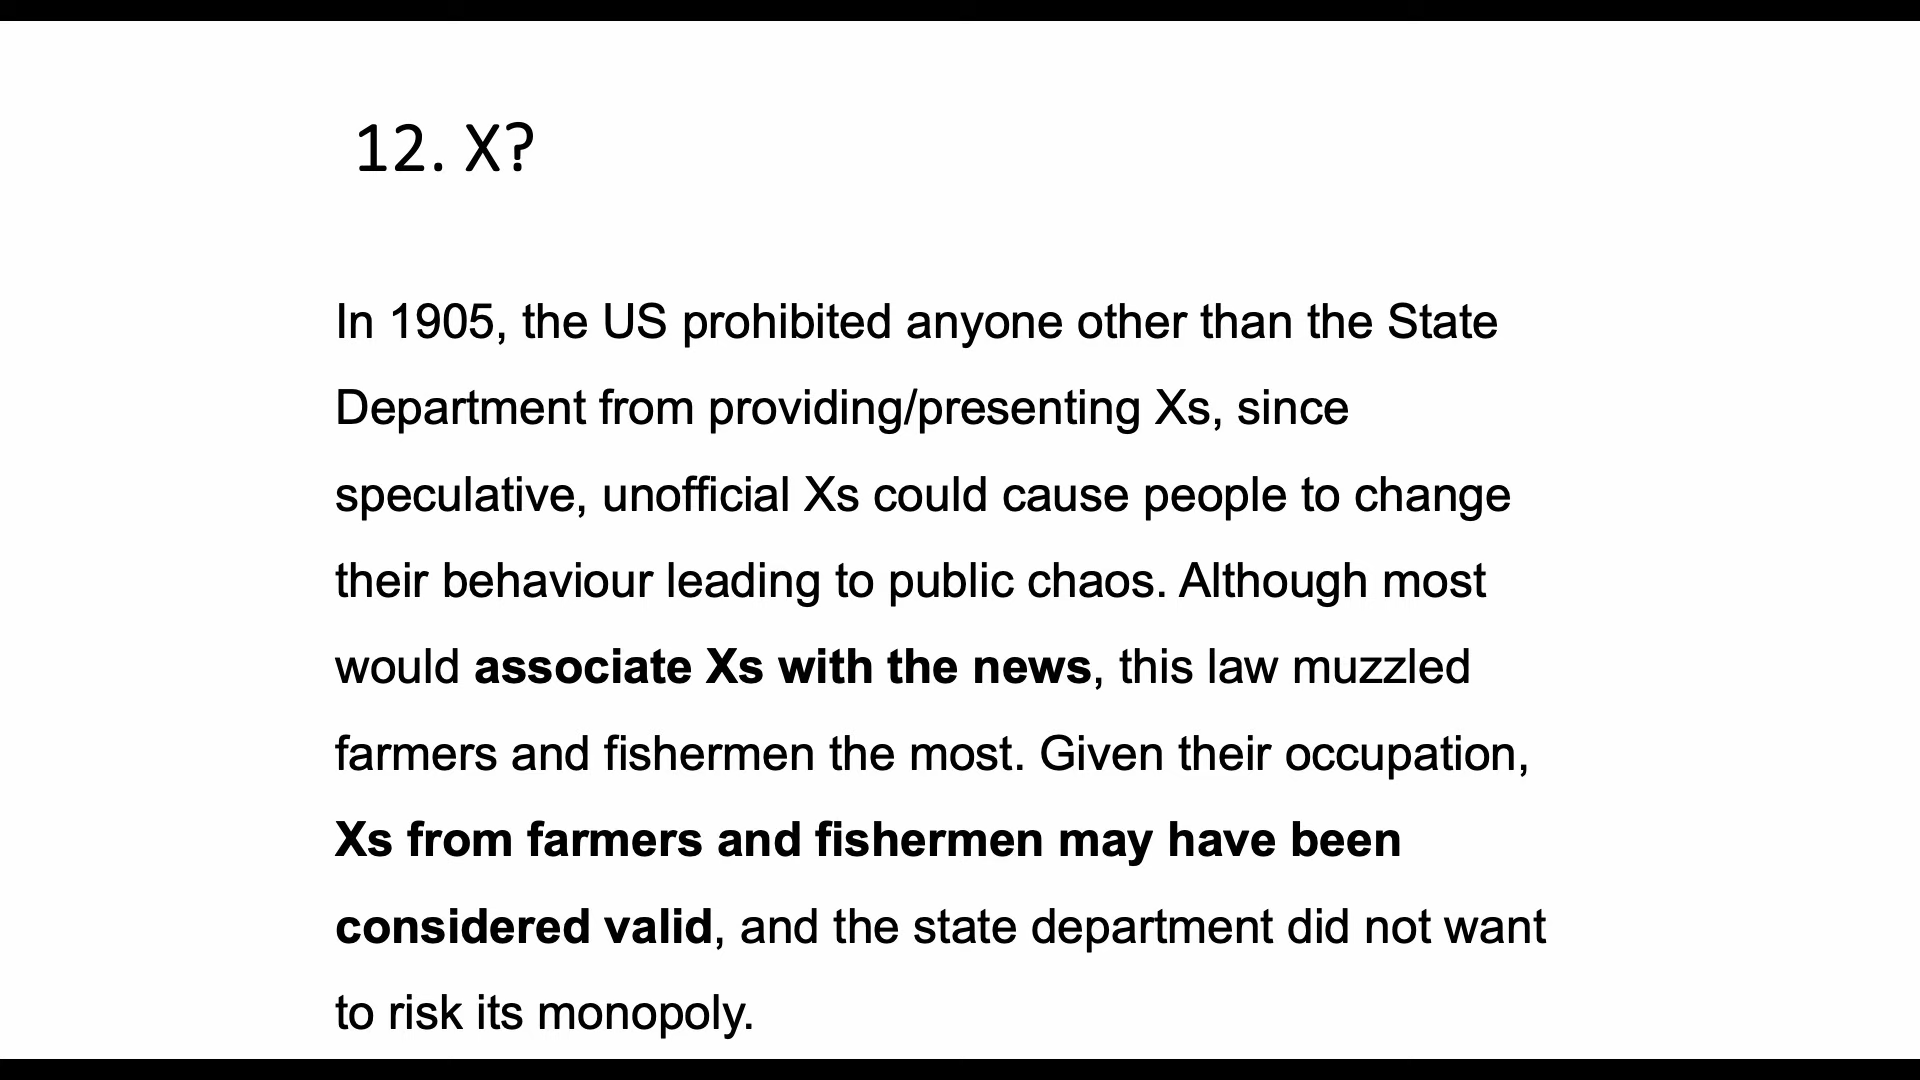 12. X?
In 1905, the US prohibited anyone other than the State
Department from providing/presenting Xs, since
speculative, unofficial Xs could cause people to change
their behaviour leading to public chaos. Although most
would associate Xs with the news, this law muzzled
farmers and fishermen the most. Given their occupation,
Xs from farmers and fishermen may have been
considered valid, and the state department did not want
to risk its monopoly.